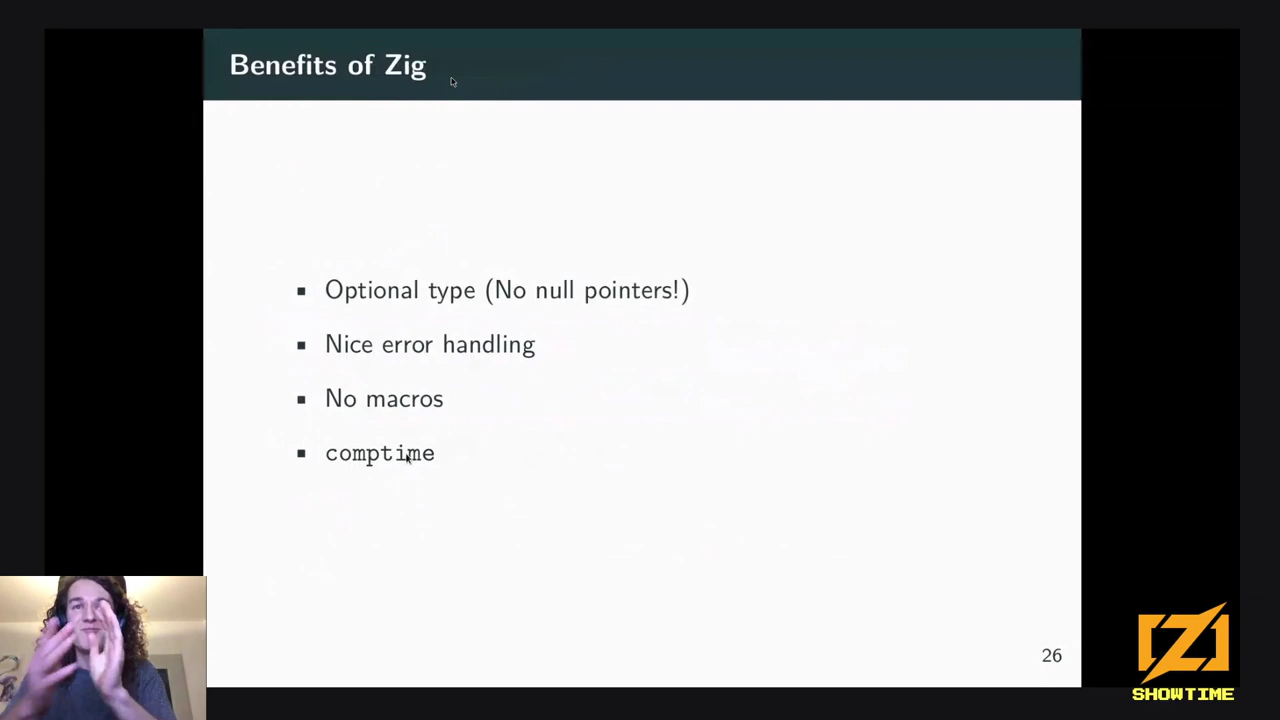 Benefits of Zig
Optional type (No null pointers!)
Nice error handling
No macros
comptime
26
SHOWTIME